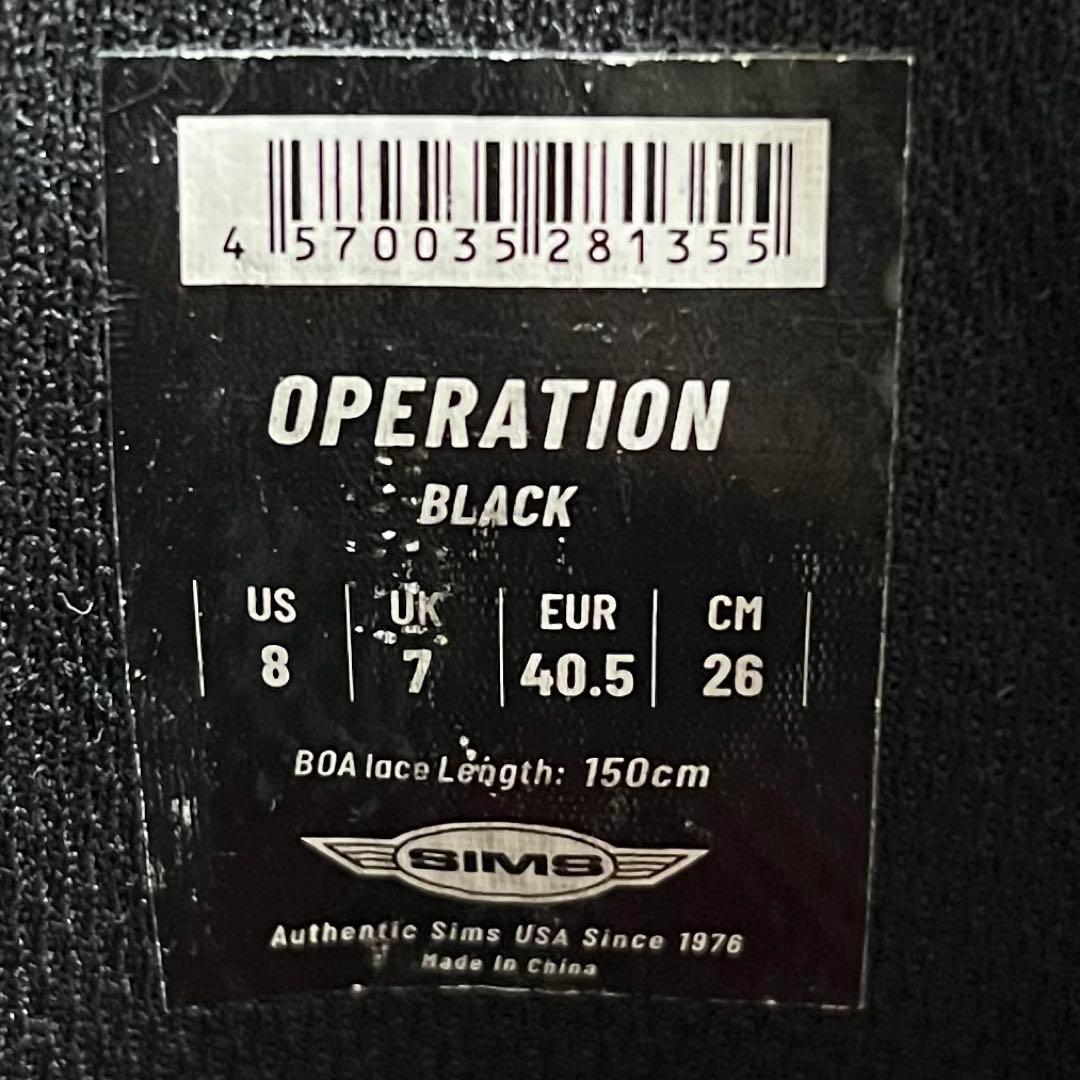 4 570035 281355
OPERATION
BLACK
US UK EUR CM
8 7 40.5 26
BOA lace Length: 150cm
SIMS
Authentic Sims USA Since 1976
Made In China